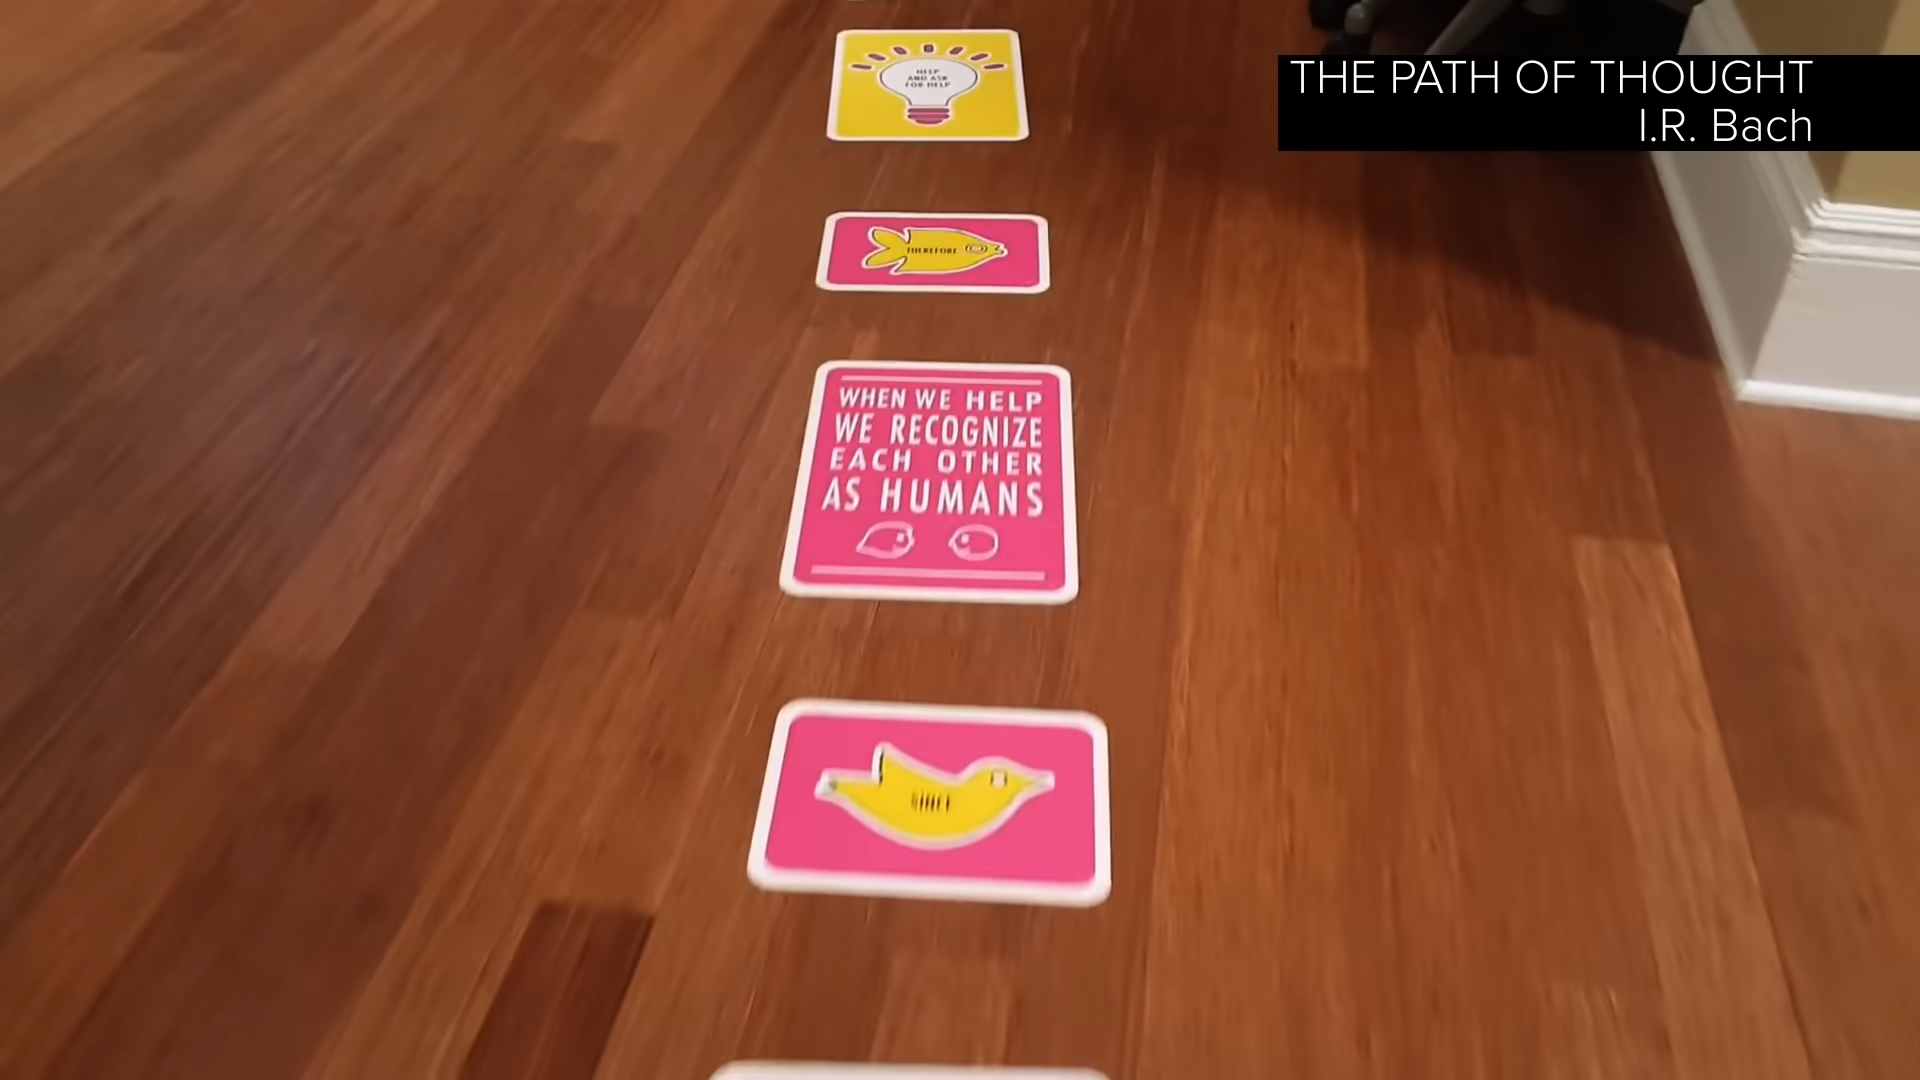 HELP
AND ASK
FOR HELP
THE PATH OF THOUGHT
I.R. Bach
THEREFORE
WHEN WE HELP
WE RECOGNIZE
EACH OTHER
AS HUMANS
SINCE